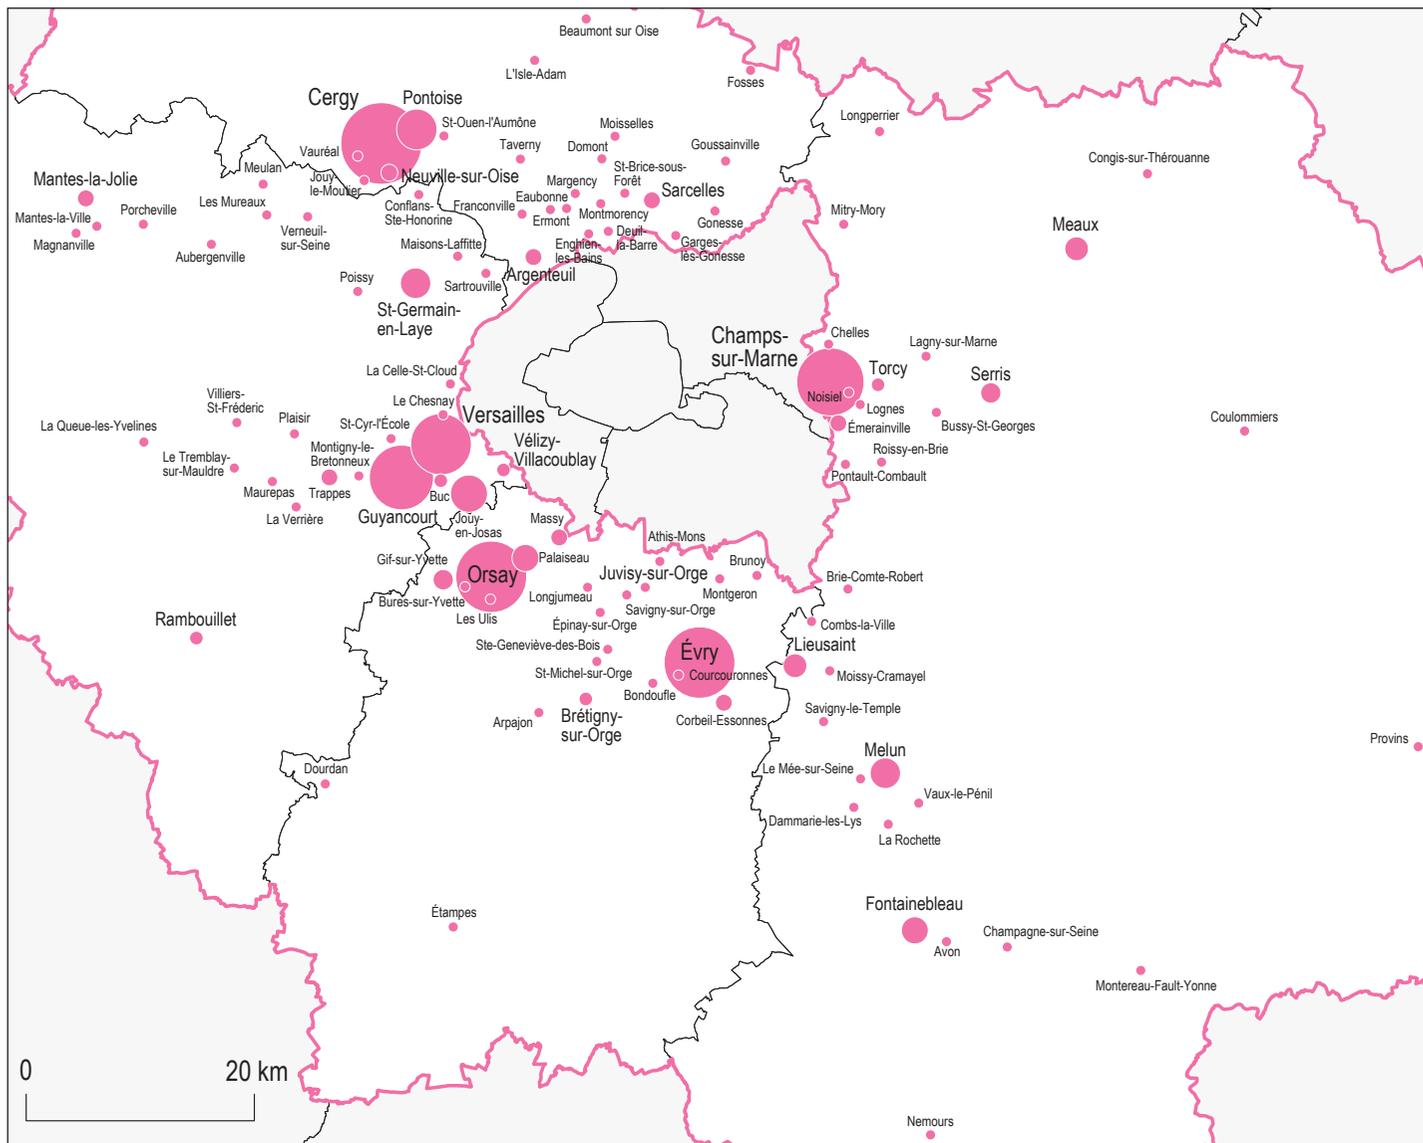 Beaumont sur Oise
L'Isle-Adam
Fosses
Cergy
Pontoise
St-Ouen-l'Aumône
Moisselles
Longperrier
Vauréal
Taverny
Domont
Goussainville
Congis-sur-Thérouanne
Meulan
Jouy-
le-Moutier
Neuville-sur-Oise
St-Brice-sous-
Forêt
Mantes-la-Jolie
Margency
Sarcelles
Les Mureaux
Conflans-
Ste-Honorine
Franconville
Eaubonne
Porcheville
Mantes-la-Ville
Magnanville
Verneuil-
sur-Seine
Ermont
Montmorency
Gonesse
Mitry-Mory
Meaux
Aubergenville
Maisons-Laffitte
Enghien-
les-Bains
Deuil-
la-Barre
Garges-
lès-Gonesse
Poissy
Sartrouville
Argenteuil
St-Germain-
en-Laye
Champs-
sur-Marne
Chelles
Lagny-sur-Marne
La Celle-St-Cloud
Torcy
Serris
Noisiel
Villiers-
St-Fréderic
Le Chesnay
Versailles
Lognes
Plaisir
St-Cyr-l'École
La Queue-les-Yvelines
Émerainville
Bussy-St-Georges
Coulommiers
Montigny-le-
Bretonneux
Vélizy-
Villacoublay
Le Tremblay-
sur-Mauldre
Roissy-en-Brie
Pontault-Combault
Maurepas
Trappes
Buc
La Verrière
Guyancourt
Jouy-
en-Josas
Massy
Athis-Mons
Gif-sur-Yvette
Palaiseau
Brunoy
Orsay
Juvisy-sur-Orge
Brie-Comte-Robert
Bures-sur-Yvette
Longjumeau
Montgeron
Les Ulis
Savigny-sur-Orge
Rambouillet
Épinay-sur-Orge
Combs-la-Ville
Ste-Geneviève-des-Bois
Lieusaint
Évry
St-Michel-sur-Orge
Courcouronnes
Moissy-Cramayel
Bondoufle
Arpajon
Brétigny-
sur-Orge
Corbeil-Essonnes
Savigny-le-Temple
Provins
Melun
Dourdan
Le Mée-sur-Seine
Vaux-le-Pénil
Dammarie-les-Lys
La Rochette
Étampes
Fontainebleau
Avon
Champagne-sur-Seine
Montereau-Fault-Yonne
0
20 km
Nemours